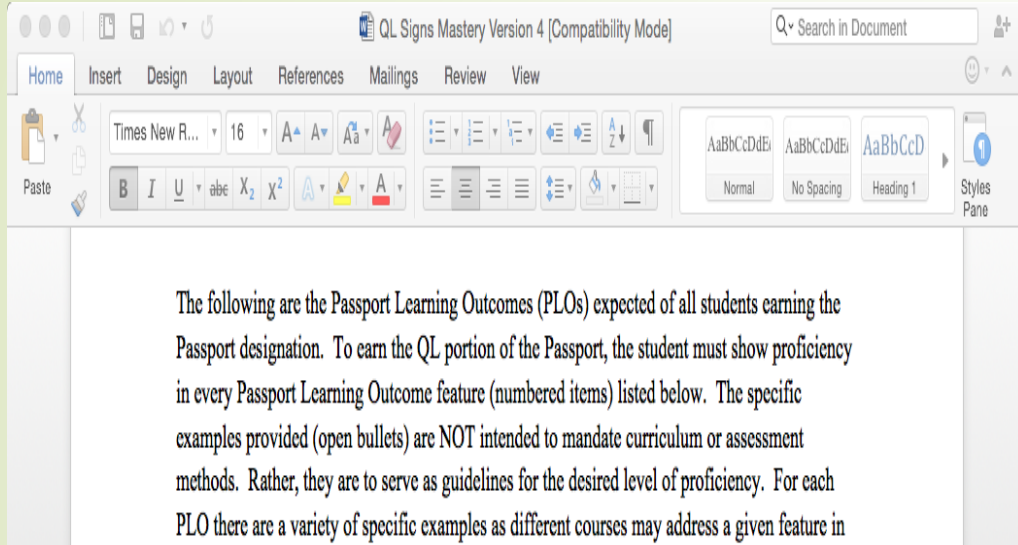 QL Signs Mastery Version 4 [Compatibility Mode]
Search in Document
Home Insert Design Layout References Mailings Review View
Paste
Times New R... 16 A A Aa A
AaBbCcDdEe AaBbCcDdEe AaBbCcD
Normal No Spacing Heading 1
Styles
Pane
B I U abc X2 X2 A A
The following are the Passport Learning Outcomes (PLOs) expected of all students earning the
Passport designation. To earn the QL portion of the Passport, the student must show proficiency
in every Passport Learning Outcome feature (numbered items) listed below. The specific
examples provided (open bullets) are NOT intended to mandate curriculum or assessment
methods. Rather, they are to serve as guidelines for the desired level of proficiency. For each
PLO there are a variety of specific examples as different courses may address a given feature in